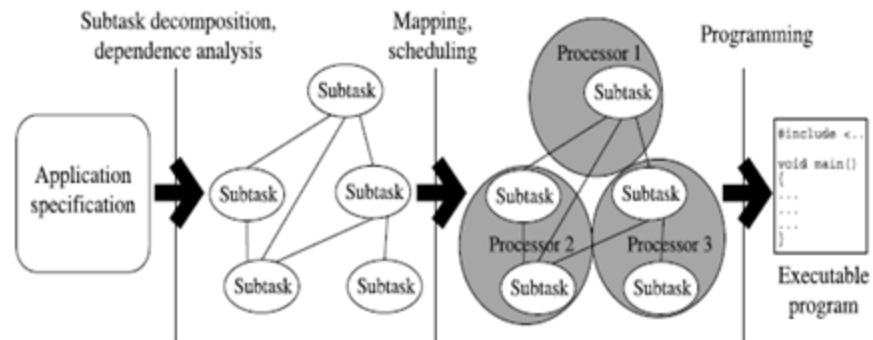 Subtask decomposition,
dependence analysis
Mapping,
scheduling
Programming
Application
specification
Subtask
Subtask
Subtask
Subtask
Subtask
Processor 1
Subtask
Subtask
Subtask
Processor 2
Processor 3
Subtask
Subtask
#include <..
void main()
{
...
...
...
}
Executable
program